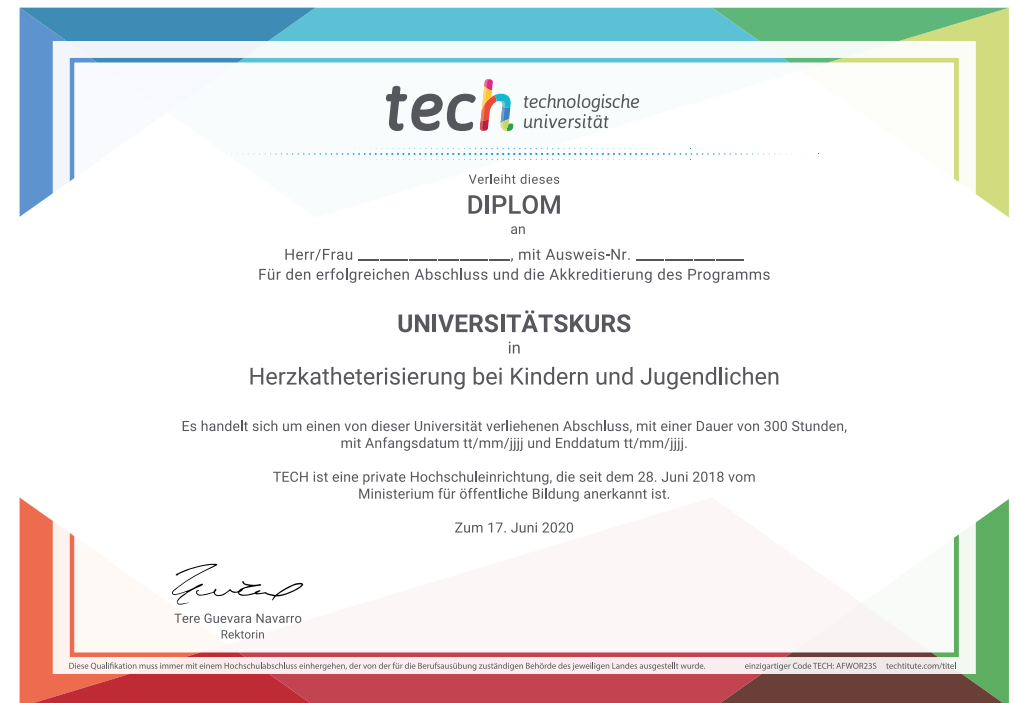 tech technologische
universität
Verleiht dieses
DIPLOM
an
Herr/Frau ____________, mit Ausweis-Nr. ____________
Für den erfolgreichen Abschluss und die Akkreditierung des Programms
UNIVERSITÄTSKURS
in
Herzkatheterisierung bei Kindern und Jugendlichen
Es handelt sich um einen von dieser Universität verliehenen Abschluss, mit einer Dauer von 300 Stunden,
mit Anfangsdatum tt/mm/jjjj und Enddatum tt/mm/jjjj.
TECH ist eine private Hochschuleinrichtung, die seit dem 28. Juni 2018 vom
Ministerium für öffentliche Bildung anerkannt ist.
Zum 17. Juni 2020
Tere Guevara Navarro
Rektorin
Diese Qualifikation muss immer mit einem Hochschulabschluss einhergehen, der von der für die Berufsausübung zuständigen Behörde des jeweiligen Landes ausgestellt wurde. einzigartiger Code TECH: AFWOR23S techtitute.com/titel